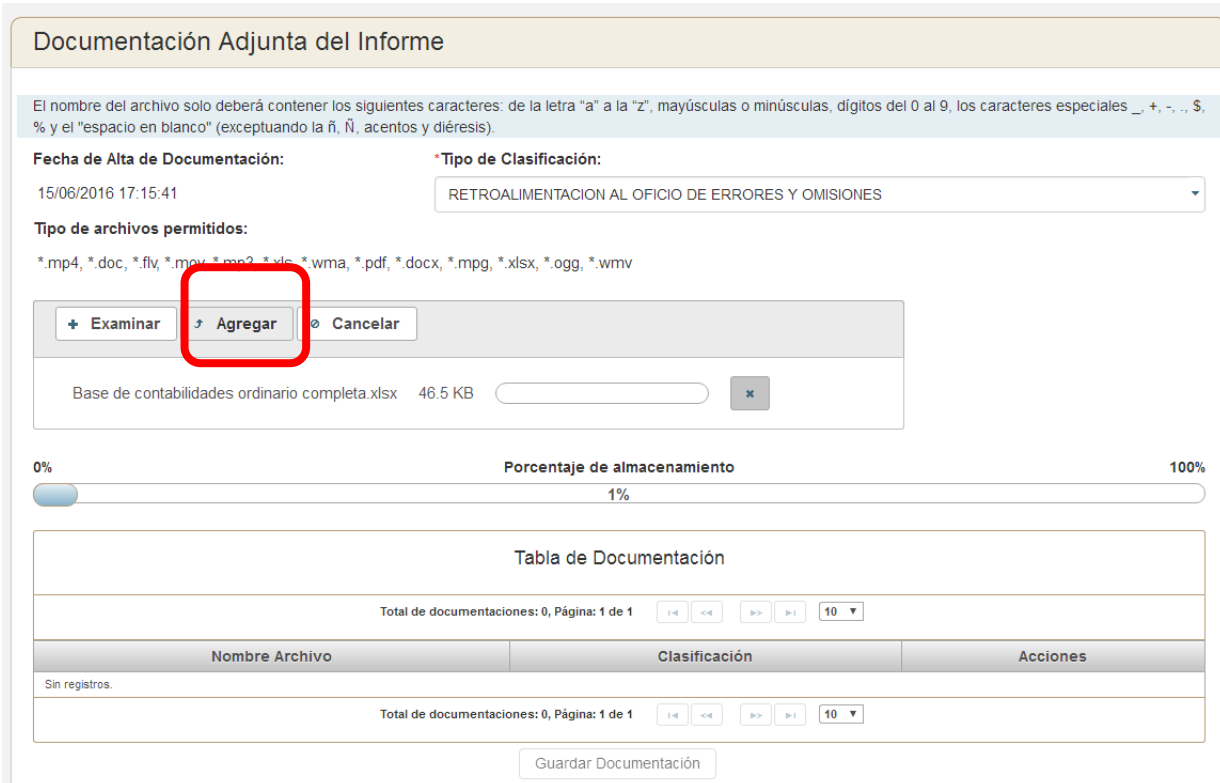 Documentación Adjunta del Informe
El nombre del archivo solo deberá contener los siguientes caracteres: de la letra "a" a la "z", mayúsculas o minúsculas, dígitos del 0 al 9, los caracteres especiales _, +, -, ., $,
% y el "espacio en blanco" (exceptuando la ñ, Ñ, acentos y diéresis).
Fecha de Alta de Documentación: *Tipo de Clasificación:
15/06/2016 17:15:41 RETROALIMENTACION AL OFICIO DE ERRORES Y OMISIONES
Tipo de archivos permitidos:
*.mp4, *.doc, *.flv, *.mov, *.mp3, *.xls, *.wma, *.pdf, *.docx, *.mpg, *.xlsx, *.ogg, *.wmv
Examinar Agregar Cancelar
Base de contabilidades ordinario completa.xlsx 46.5 KB
0% Porcentaje de almacenamiento 100%
1%
Tabla de Documentación
Total de documentaciones: 0, Página: 1 de 1 10
Nombre Archivo Clasificación Acciones
Sin registros.
Total de documentaciones: 0, Página: 1 de 1 10
Guardar Documentación